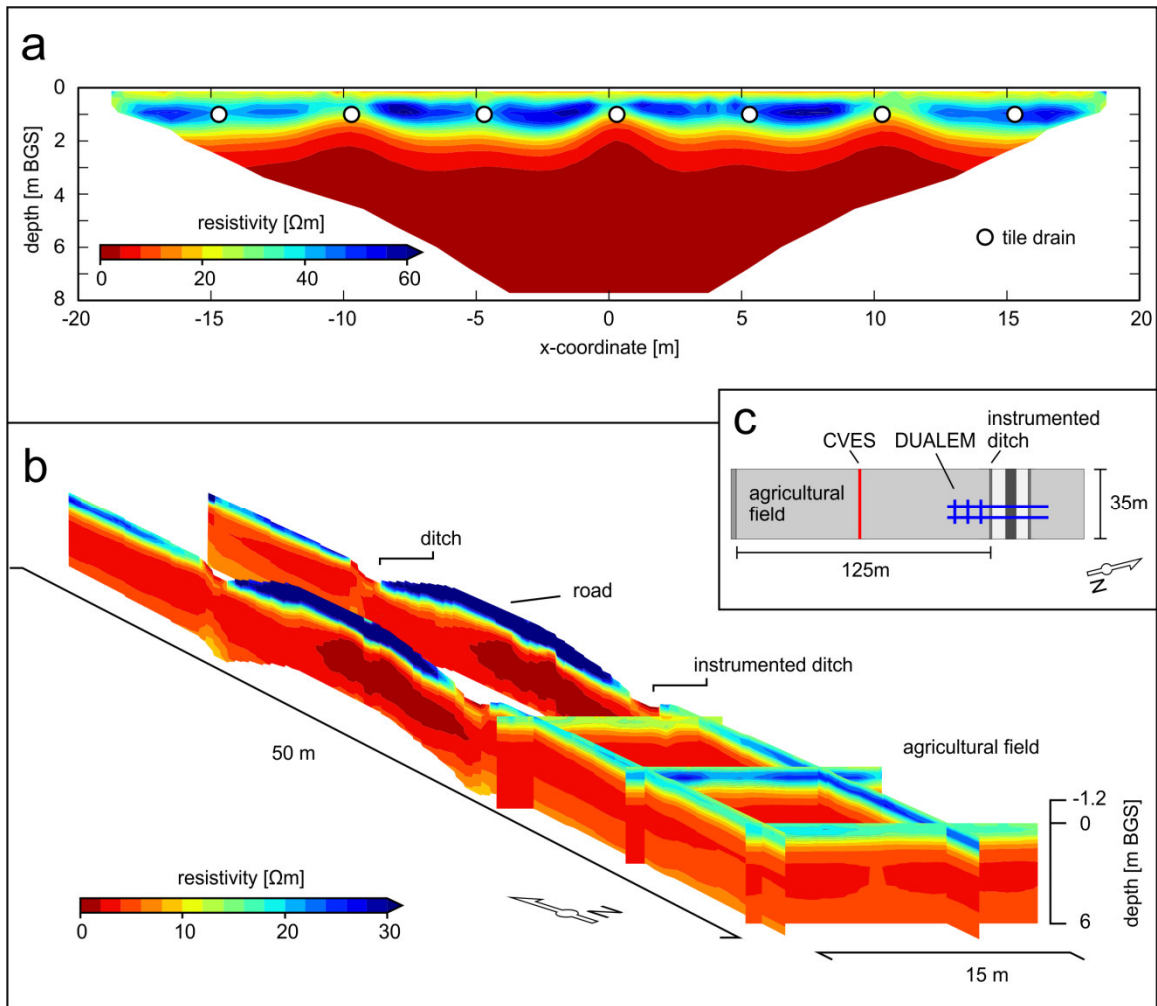 a
0
2
4
6
8
depth [m BGS]
resistivity [Ωm]
0 20 40 60
tile drain
-20 -15 -10 -5 0 5 10 15 20
x-coordinate [m]
b
ditch
road
instrumented ditch
agricultural field
50 m
-1.2
0
6
depth [m BGS]
15 m
resistivity [Ωm]
0 10 20 30
N
c
CVES
DUALEM
instrumented
ditch
agricultural
field
35m
125m
N